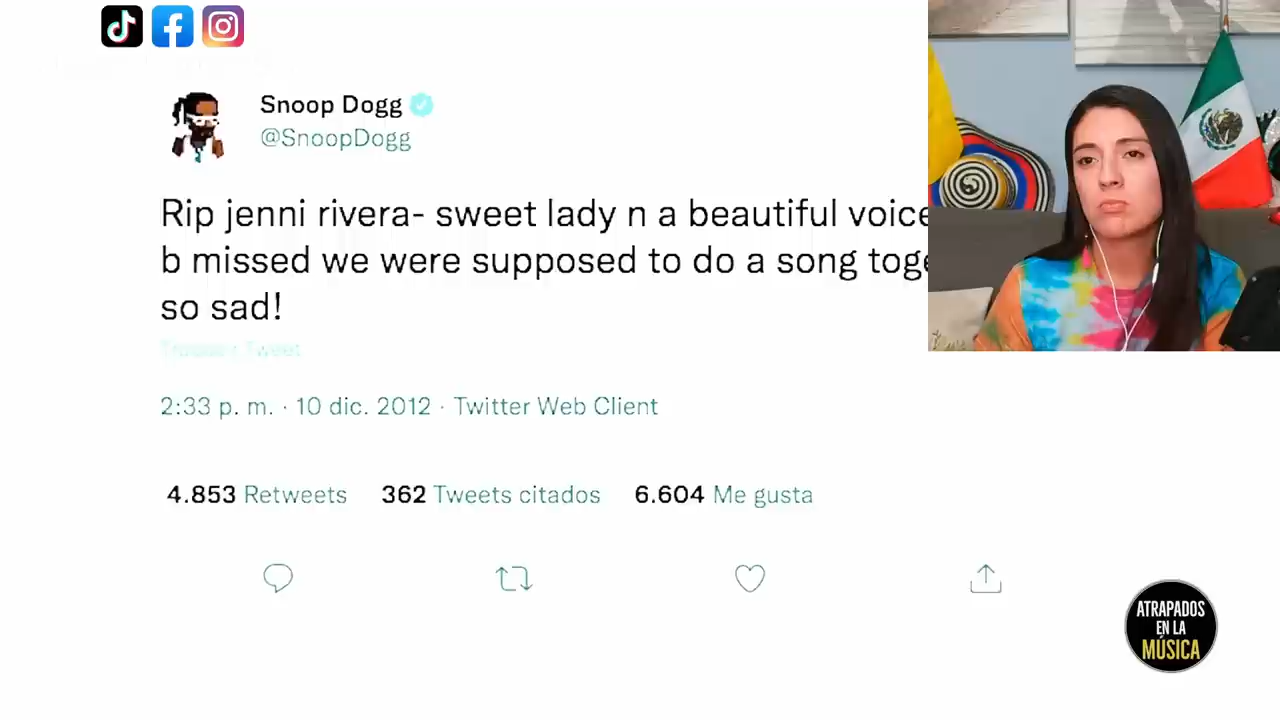 Snoop Dogg
@SnoopDogg
Rip jenni rivera- sweet lady n a beautiful voice
b missed we were supposed to do a song toge
so sad!
Tweet
2:33 p. m. · 10 dic. 2012 · Twitter Web Client
4.853 Retweets 362 Tweets citados 6.604 Me gusta
ATRAPADOS
EN LA
MÚSICA